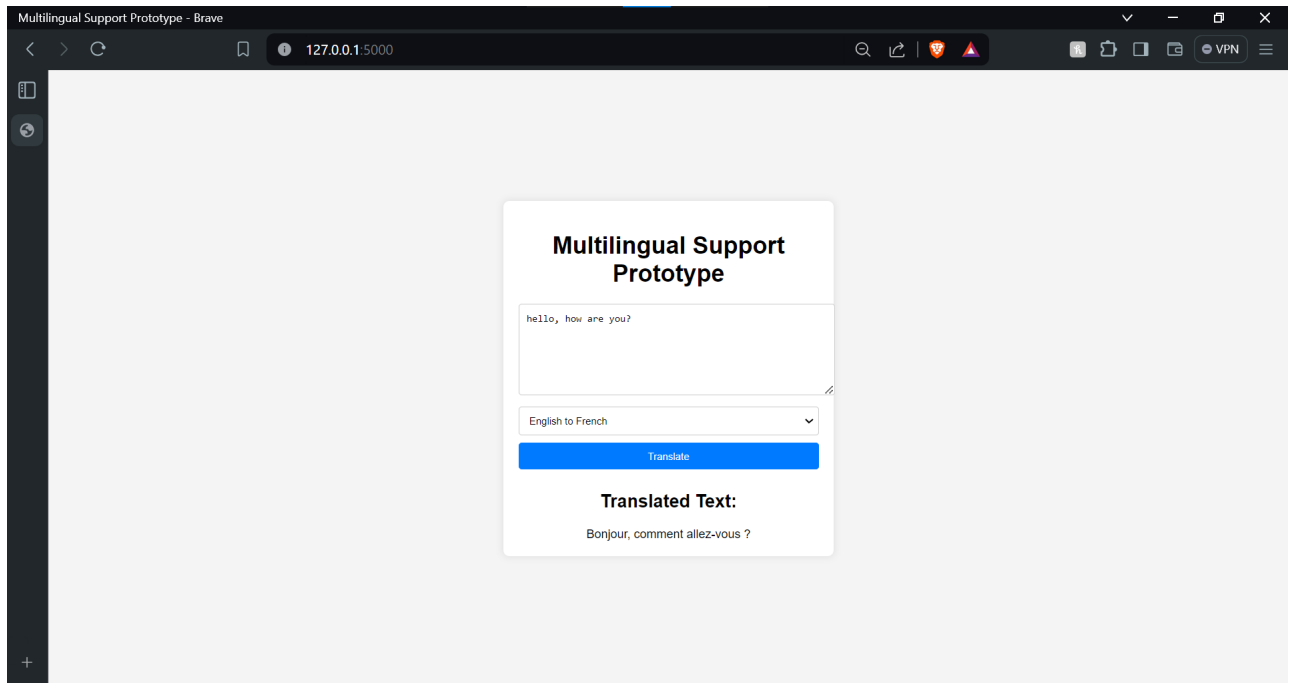 Multilingual Support Prototype - Brave
127.0.0.1:5000
VPN
Multilingual Support
Prototype
hello, how are you?
English to French
Translate
Translated Text:
Bonjour, comment allez-vous ?